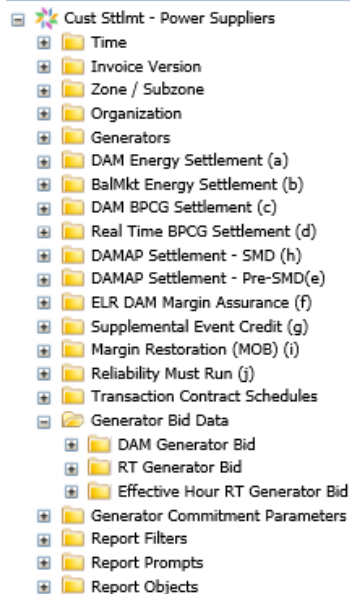 Cust Sttlmt - Power Suppliers
Time
Invoice Version
Zone / Subzone
Organization
Generators
DAM Energy Settlement (a)
BalMkt Energy Settlement (b)
DAM BPCG Settlement (c)
Real Time BPCG Settlement (d)
DAMAP Settlement - SMD (h)
DAMAP Settlement - Pre-SMD(e)
ELR DAM Margin Assurance (f)
Supplemental Event Credit (g)
Margin Restoration (MOB) (i)
Reliability Must Run (j)
Transaction Contract Schedules
Generator Bid Data
DAM Generator Bid
RT Generator Bid
Effective Hour RT Generator Bid
Generator Commitment Parameters
Report Filters
Report Prompts
Report Objects